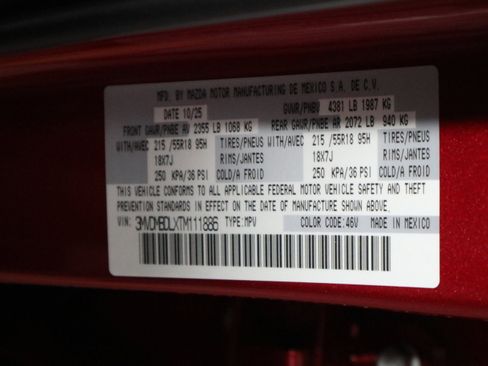 MFD. BY MAZDA MOTOR MANUFACTURING DE MEXICO S.A. DE C.V.
DATE 10/25 GVWR/PNBV 4381 LB 1987 KG
FRONT GAWR/PNBE AV 2355 LB 1068 KG REAR GAWR/PNBE AR 2072 LB 940 KG
WITH/AVEC 215 /55R18 95H TIRES/PNEUS WITH/AVEC 215 /55R18 95H TIRES/PNEUS
18X7J RIMS/JANTES 18X7J RIMS/JANTES
250 KPA/36 PSI COLD/A FROID 250 KPA/36 PSI COLD/A FROID
THIS VEHICLE CONFORMS TO ALL APPLICABLE FEDERAL MOTOR VEHICLE SAFETY AND THEFT
PREVENTION STANDARDS IN EFFECT ON THE DATE OF MANUFACTURE SHOWN ABOVE.
VIN: 3MVDMBDLXTM111886 TYPE: MPV COLOR CODE: 46V MADE IN MEXICO